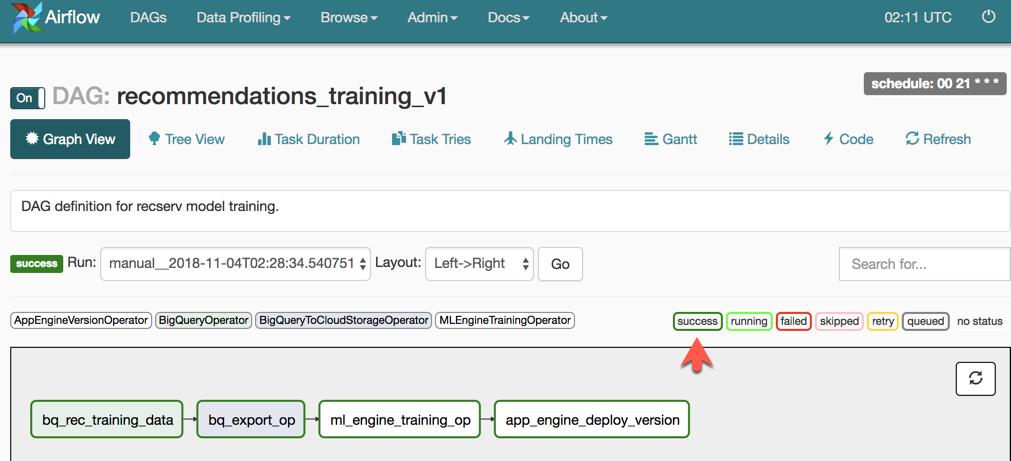 Airflow DAGs Data Profiling Browse Admin Docs About 02:11 UTC
schedule: 00 21 * * *
On DAG: recommendations_training_v1
Graph View Tree View Task Duration Task Tries Landing Times Gantt Details Code Refresh
DAG definition for recserv model training.
success Run: manual__2018-11-04T02:28:34.540751 Layout: Left->Right Go Search for...
AppEngineVersionOperator BigQueryOperator BigQueryToCloudStorageOperator MLEngineTrainingOperator success running failed skipped retry queued no status
bq_rec_training_data bq_export_op ml_engine_training_op app_engine_deploy_version